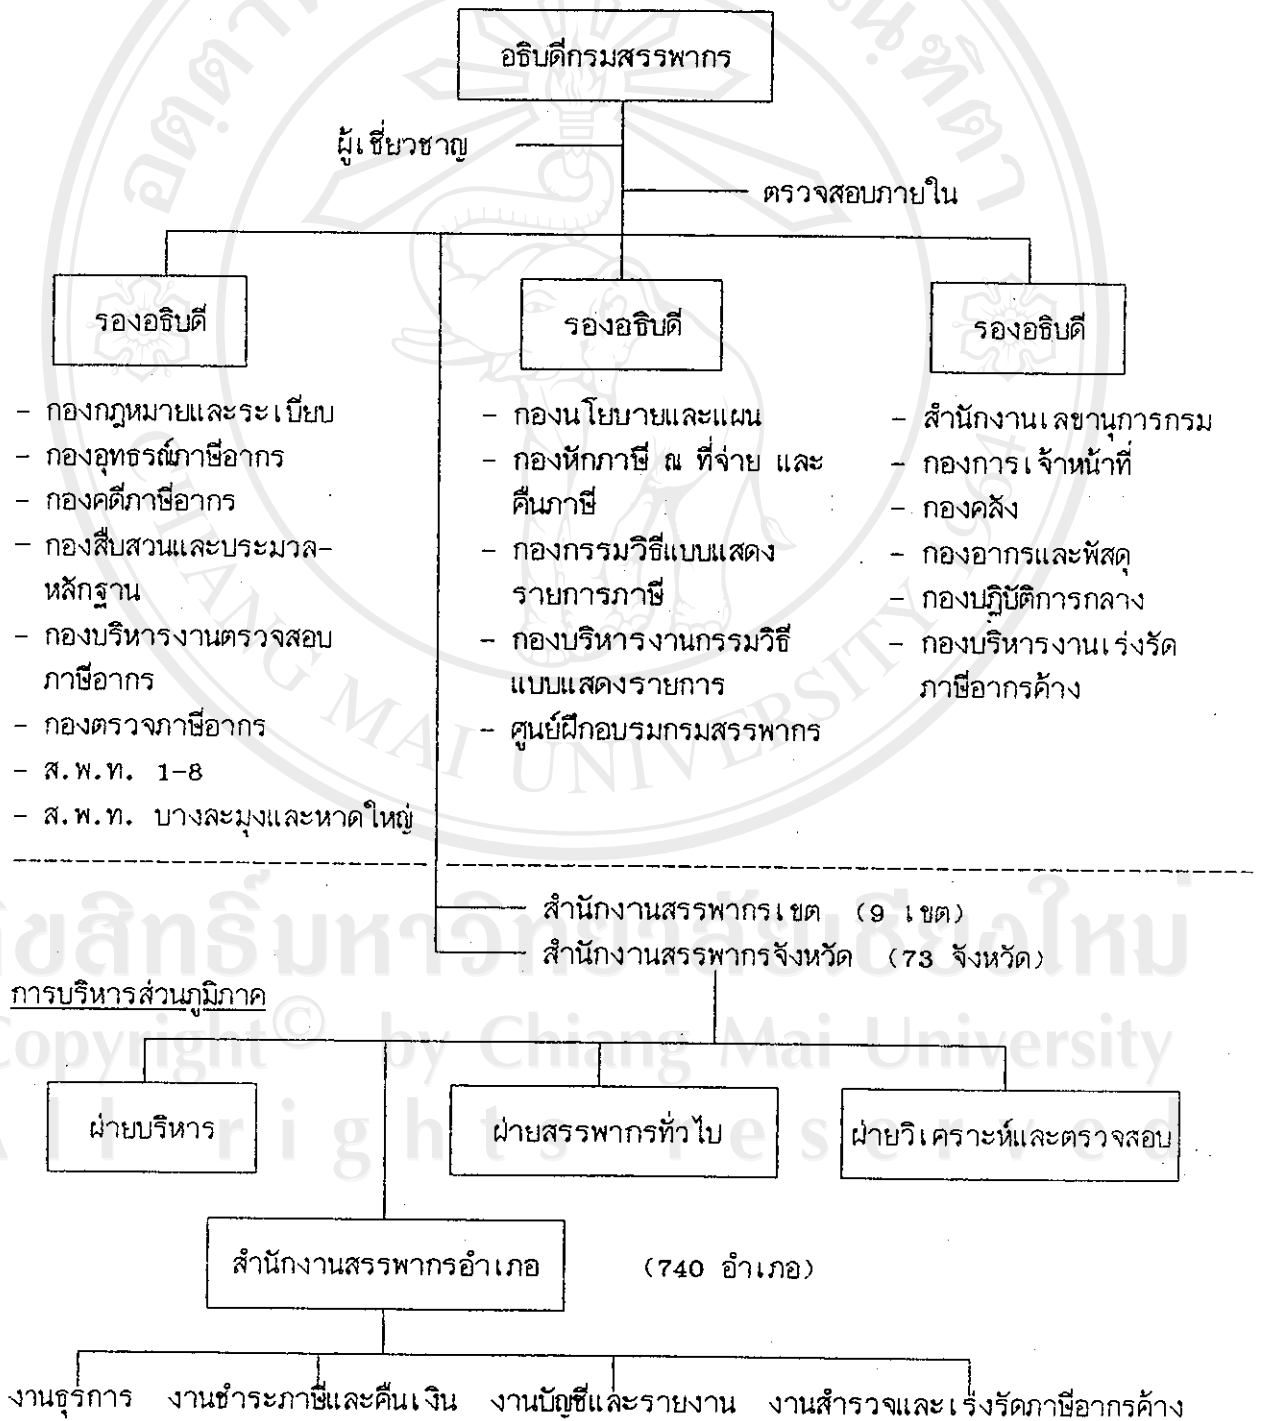 อธิบดีกรมสรรพากร
ผู้เชี่ยวชาญ
ตรวจสอบภายใน
รองอธิบดี
- กองกฎหมายและระเบียบ
- กองอุทธรณ์ภาษีอากร
- กองคดีภาษีอากร
- กองสืบสวนและประมวล-
หลักฐาน
- กองบริหารงานตรวจสอบ
ภาษีอากร
- กองตรวจภาษีอากร
- ส.พ.ท. 1-8
- ส.พ.ท. บางละมุงและหาดใหญ่
รองอธิบดี
- กองนโยบายและแผน
- กองหักภาษี ณ ที่จ่าย และ
คืนภาษี
- กองกรรมวิธีแบบแสดง
รายการภาษี
- กองบริหารงานกรรมวิธี
แบบแสดงรายการ
- ศูนย์ฝึกอบรมกรมสรรพากร
รองอธิบดี
- สำนักงานเลขานุการกรม
- กองการเจ้าหน้าที่
- กองคลัง
- กองอากรและพัสดุ
- กองปฏิบัติการกลาง
- กองบริหารงานเร่งรัด
ภาษีอากรค้าง
สำนักงานสรรพากรเขต (9 เขต)
สำนักงานสรรพากรจังหวัด (73 จังหวัด)
การบริหารส่วนภูมิภาค
ฝ่ายบริหาร
ฝ่ายสรรพากรทั่วไป
ฝ่ายวิเคราะห์และตรวจสอบ
สำนักงานสรรพากรอำเภอ (740 อำเภอ)
งานธุรการ งานชำระภาษีและคืนเงิน งานบัญชีและรายงาน งานสำรวจและเร่งรัดภาษีอากรค้าง
CHIANG MAI UNIVERSITY 1964
ขสิทธิ์มหาวิทยาลัยเชียงใหม่
Copyright© by Chiang Mai University
All rights reserved